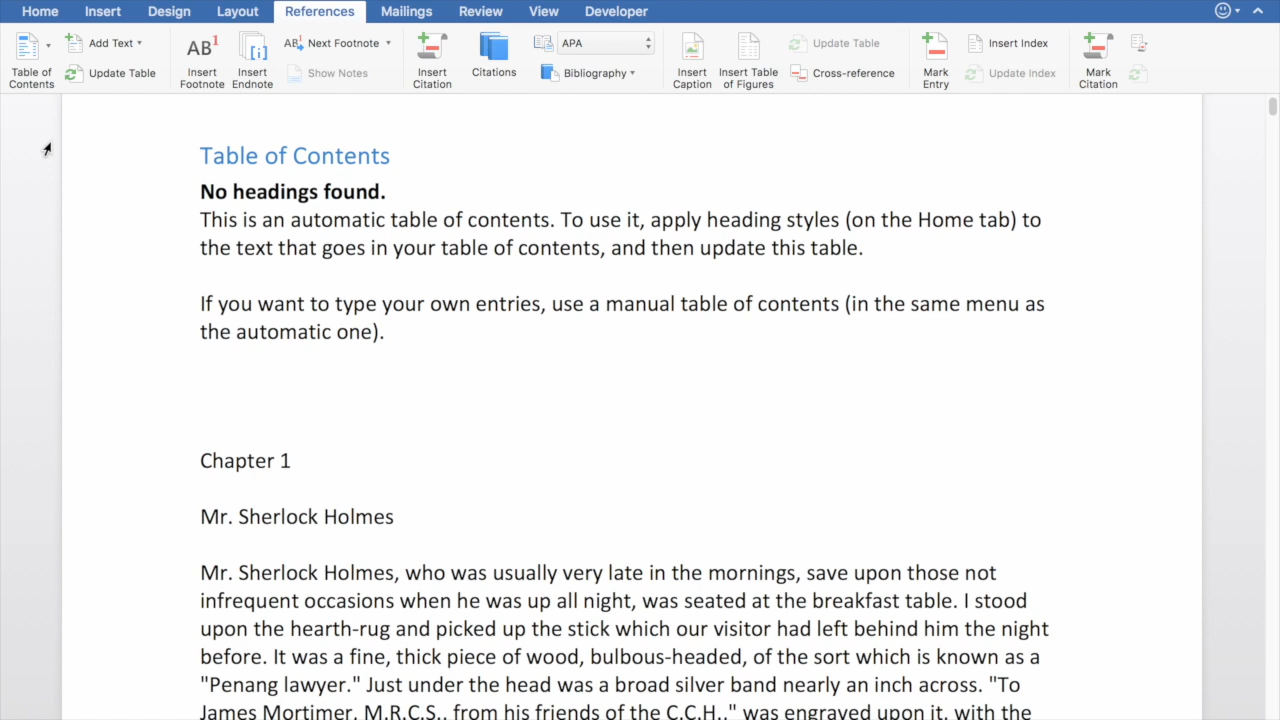 Home Insert Design Layout References Mailings Review View Developer
Table of Contents
Add Text
Update Table
AB1 Insert Footnote
Insert Endnote
AB1 Next Footnote
Show Notes
Insert Citation
Citations
APA
Bibliography
Insert Caption
Insert Table of Figures
Update Table
Cross-reference
Mark Entry
Insert Index
Update Index
Mark Citation
Table of Contents
No headings found.
This is an automatic table of contents. To use it, apply heading styles (on the Home tab) to
the text that goes in your table of contents, and then update this table.
If you want to type your own entries, use a manual table of contents (in the same menu as
the automatic one).
Chapter 1
Mr. Sherlock Holmes
Mr. Sherlock Holmes, who was usually very late in the mornings, save upon those not
infrequent occasions when he was up all night, was seated at the breakfast table. I stood
upon the hearth-rug and picked up the stick which our visitor had left behind him the night
before. It was a fine, thick piece of wood, bulbous-headed, of the sort which is known as a
"Penang lawyer." Just under the head was a broad silver band nearly an inch across. "To
James Mortimer, M.R.C.S., from his friends of the C.C.H.," was engraved upon it, with the